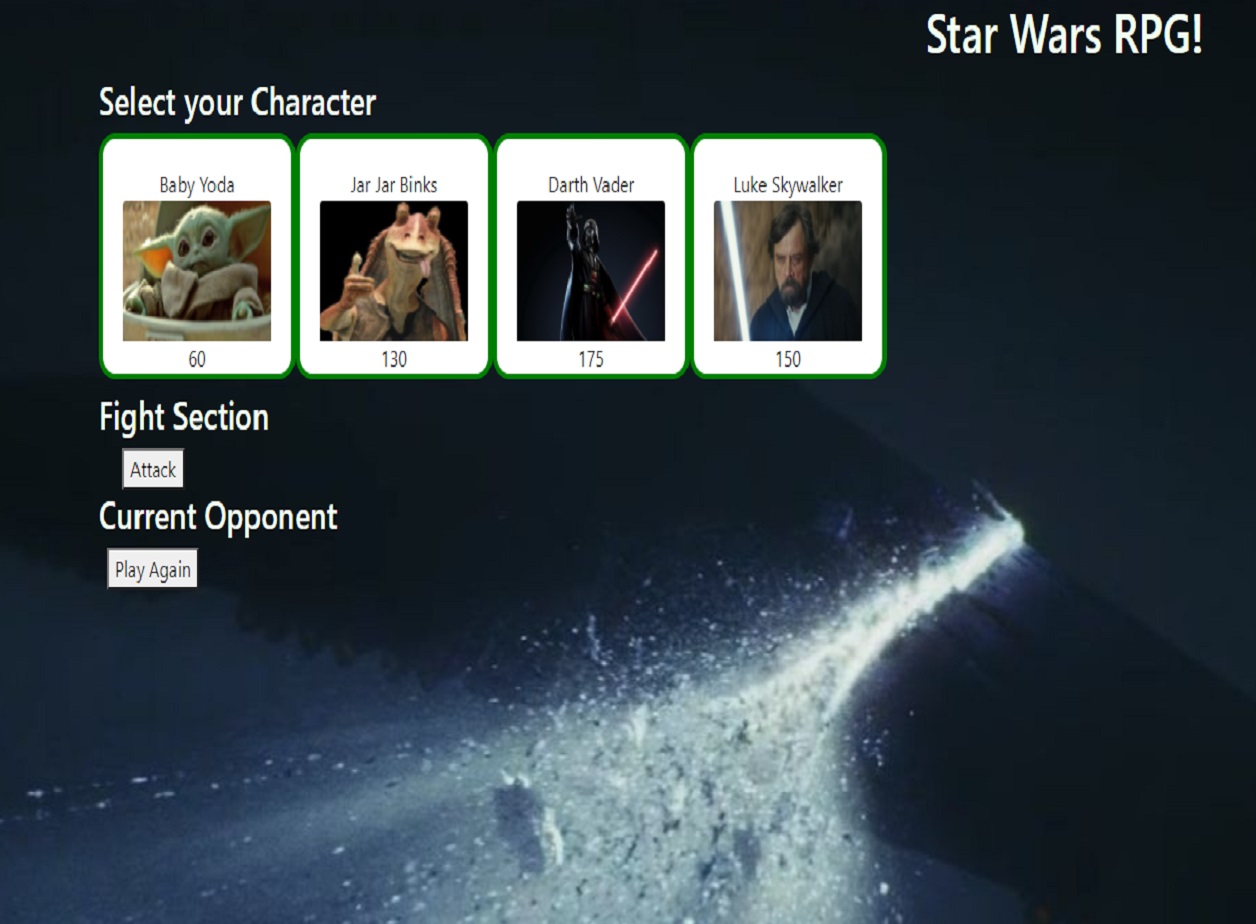 Star Wars RPG!
Select your Character
Baby Yoda
Jar Jar Binks
Darth Vader
Luke Skywalker
60
130
175
150
Fight Section
Attack
Current Opponent
Play Again